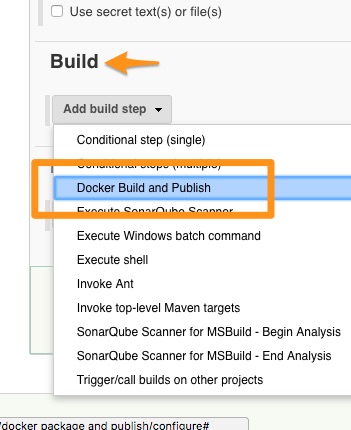 Use secret text(s) or file(s)
Build
Add build step
Conditional step (single)
Conditional steps (multiple)
Docker Build and Publish
Execute SonarQube Scanner
Execute Windows batch command
Execute shell
Invoke Ant
Invoke top-level Maven targets
SonarQube Scanner for MSBuild - Begin Analysis
SonarQube Scanner for MSBuild - End Analysis
Trigger/call builds on other projects
/docker package and publish/configure#